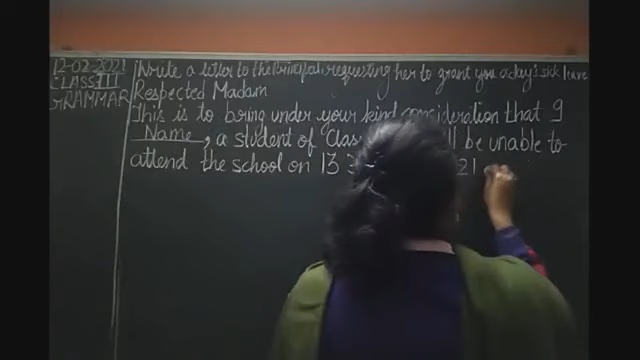 12-02-2021
CLASS III
GRAMMAR
Write a letter to the Principal requesting her to grant you a day's sick leave
Respected Madam
This is to bring under your kind consideration that I
Name, a student of Class ll be unable to
attend the school on 13 21